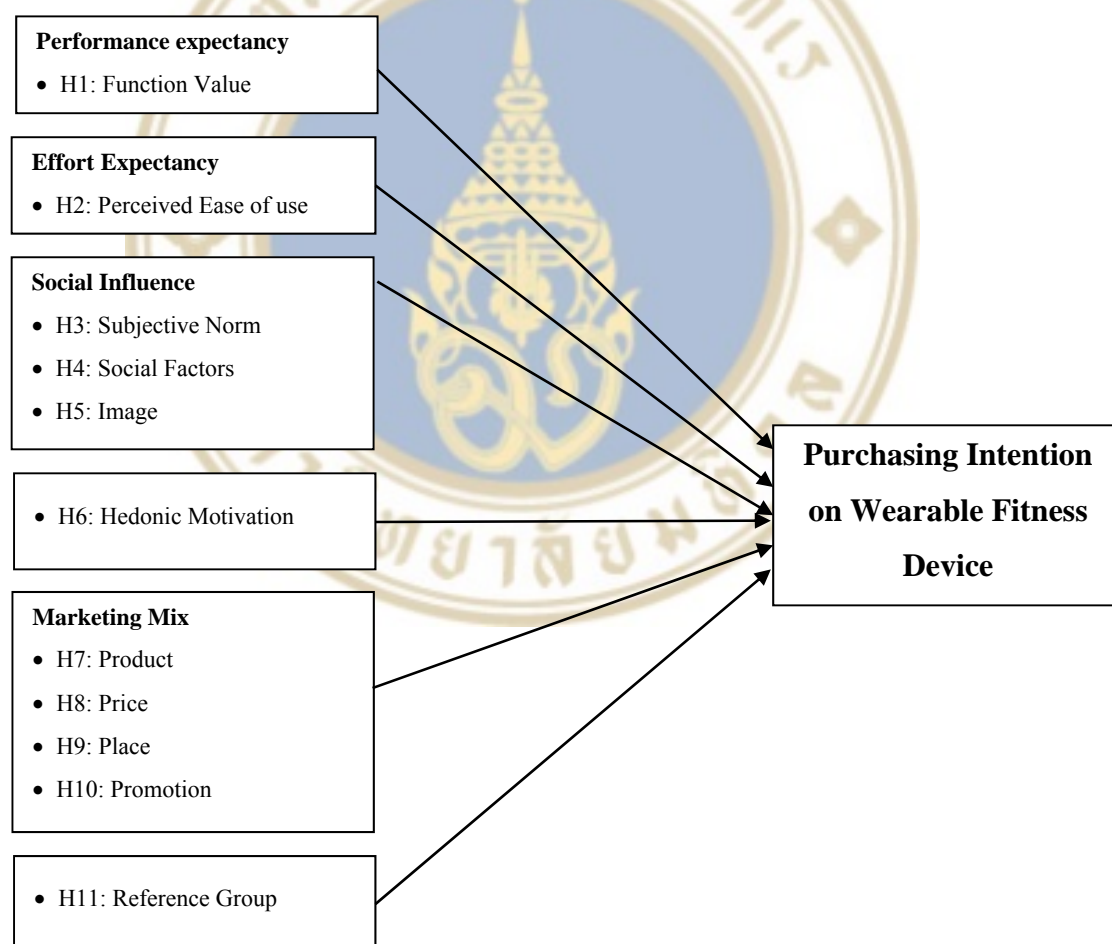 Performance expectancy
• H1: Function Value
Effort Expectancy
• H2: Perceived Ease of use
Social Influence
• H3: Subjective Norm
• H4: Social Factors
• H5: Image
• H6: Hedonic Motivation
Marketing Mix
• H7: Product
• H8: Price
• H9: Place
• H10: Promotion
• H11: Reference Group
Purchasing Intention
on Wearable Fitness
Device